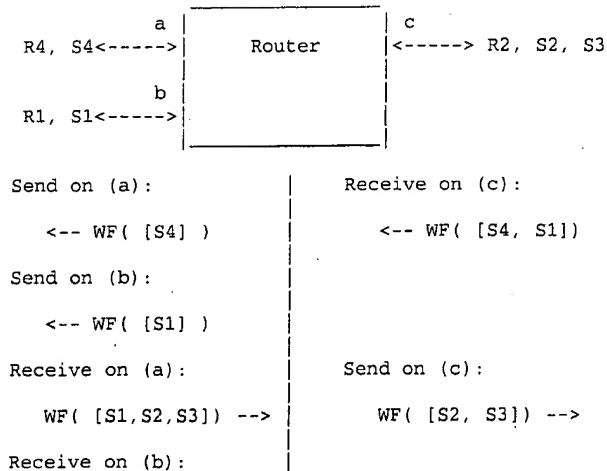 a
c
R4, S4<----->| Router |<-----> R2, S2, S3
b
R1, S1<----->|
Send on (a): | Receive on (c):
<-- WF( [S4] ) <-- WF( [S4, S1])
Send on (b):
<-- WF( [S1] )
Receive on (a): Send on (c):
WF( [S1,S2,S3]) --> WF( [S2, S3]) -->
Receive on (b):